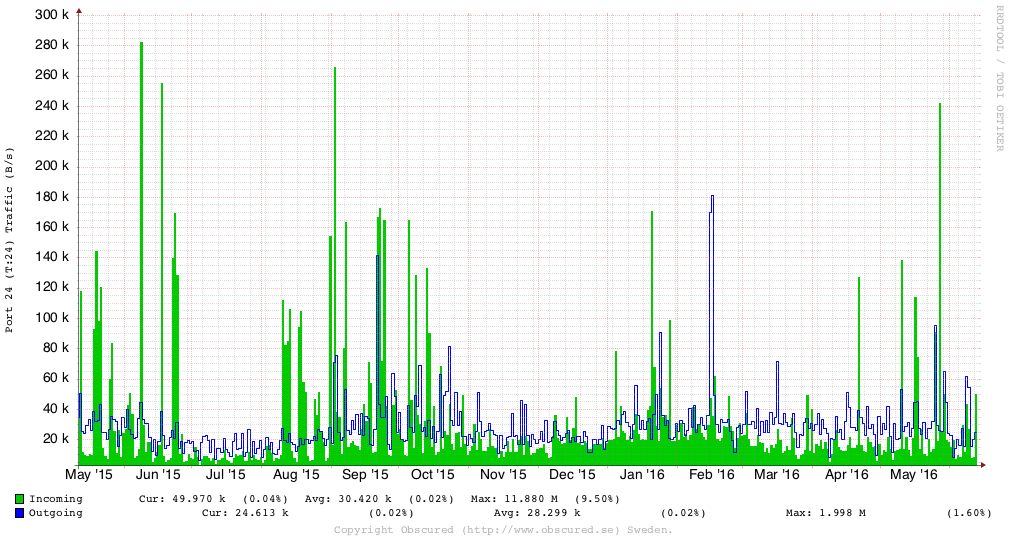 RRDTOOL / TOBI OETIKER
Port 24 (T:24) Traffic (B/s)
300 k
280 k
260 k
240 k
220 k
200 k
180 k
160 k
140 k
120 k
100 k
80 k
60 k
40 k
20 k
May '15 Jun '15 Jul '15 Aug '15 Sep '15 Oct '15 Nov '15 Dec '15 Jan '16 Feb '16 Mar '16 Apr '16 May '16
Incoming Cur: 49.970 k (0.04%) Avg: 30.420 k (0.02%) Max: 11.880 M (9.50%)
Outgoing Cur: 24.613 k (0.02%) Avg: 28.299 k (0.02%) Max: 1.998 M (1.60%)
Copyright Obscured (http://www.obscured.se) Sweden.